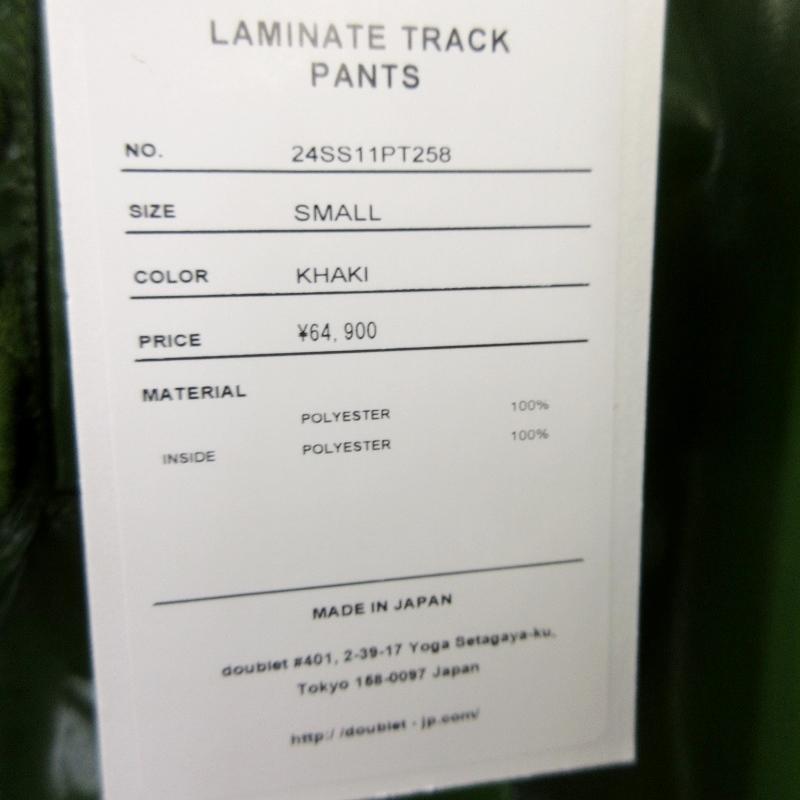 LAMINATE TRACK
PANTS
NO. 24SS11PT258
SIZE SMALL
COLOR KHAKI
PRICE ¥64,900
MATERIAL
POLYESTER 100%
INSIDE POLYESTER 100%
MADE IN JAPAN
doublet #401, 2-39-17 Yoga Setagaya-ku,
Tokyo 158-0097 Japan
http://doublet-jp.com/